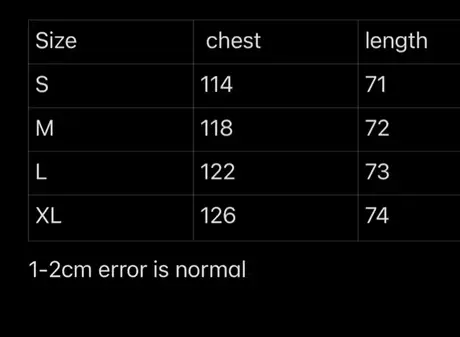 Size chest length
S 114 71
M 118 72
L 122 73
XL 126 74
1-2cm error is normal